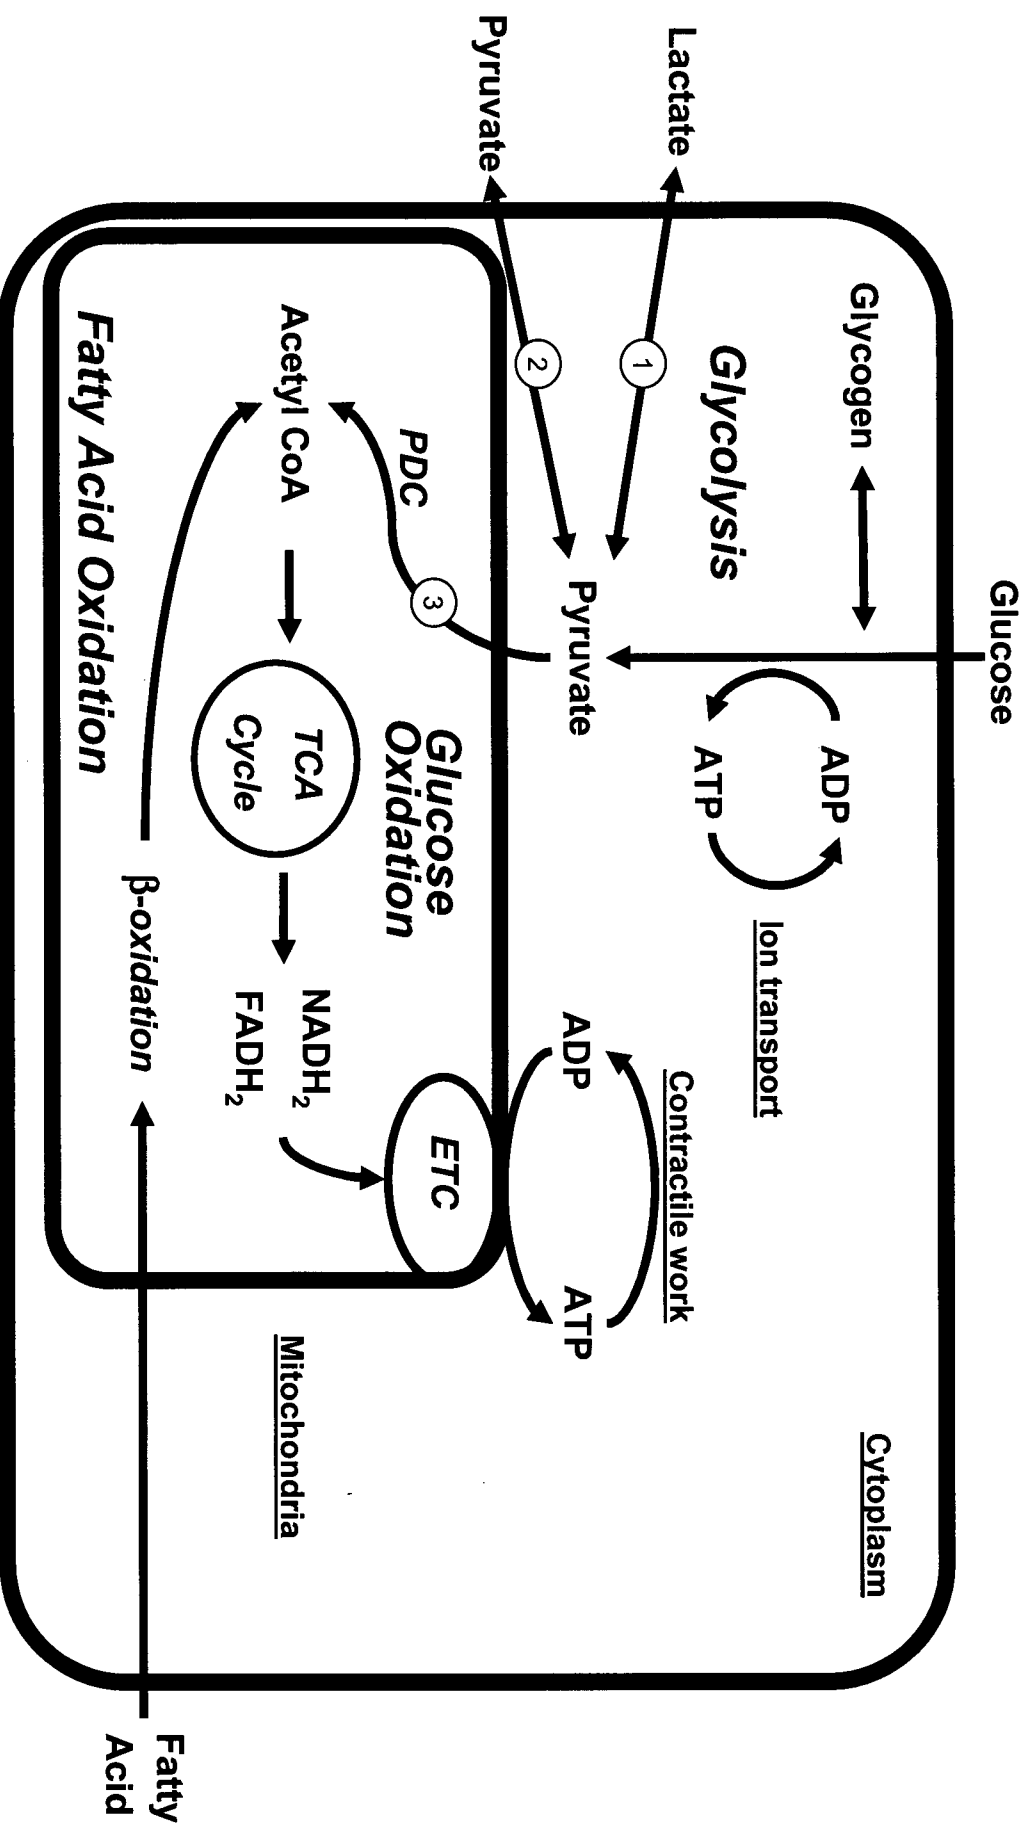 Glucose
Cytoplasm
Glycogen
ADP
ATP
Ion transport
Glycolysis
Lactate
1
Contractile work
Pyruvate
ADP
ATP
2
Pyruvate
Glucose
Oxidation
ETC
3
PDC
Acetyl CoA
TCA
Cycle
NADH₂
FADH₂
Mitochondria
β-oxidation
Fatty Acid Oxidation
Fatty
Acid